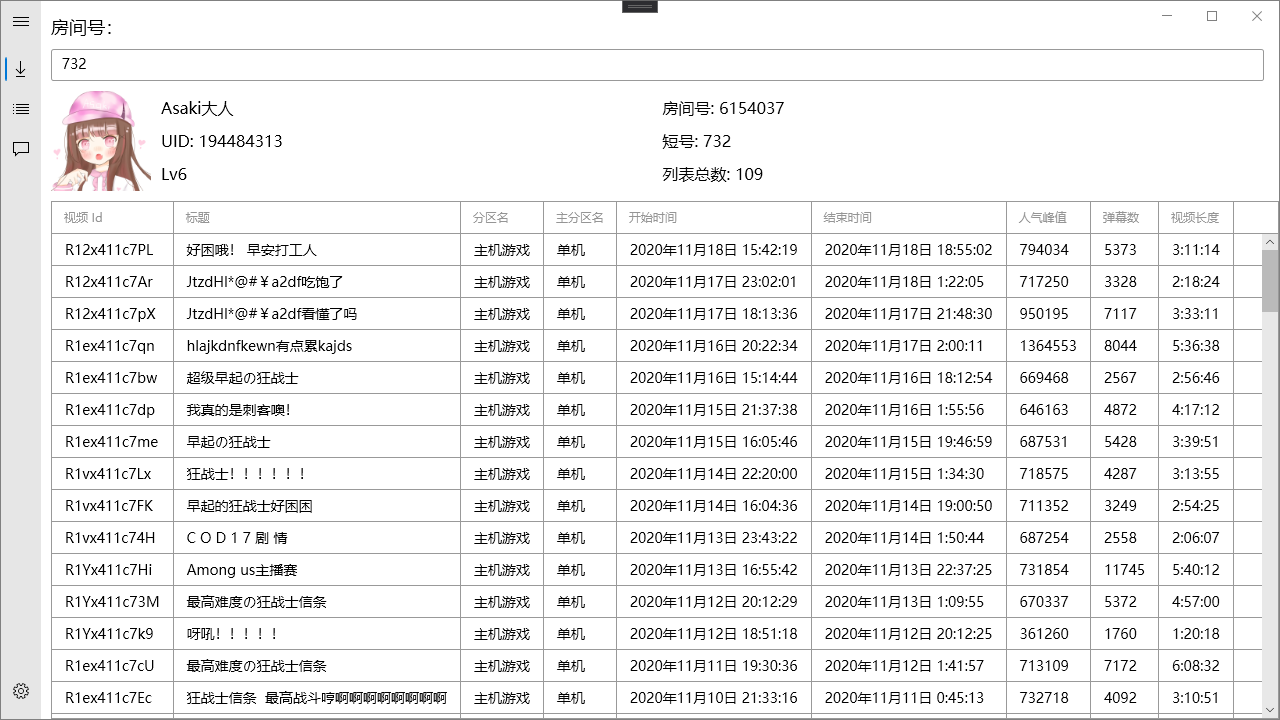 房间号:
732
Asaki大人 房间号: 6154037
UID: 194484313 短号: 732
Lv6 列表总数: 109
视频 Id 标题 分区名 主分区名 开始时间 结束时间 人气峰值 弹幕数 视频长度
R12x411c7PL 好困哦！ 早安打工人 主机游戏 单机 2020年11月18日 15:42:19 2020年11月18日 18:55:02 794034 5373 3:11:14
R12x411c7Ar JtzdHl*@#￥a2df吃饱了 主机游戏 单机 2020年11月17日 23:02:01 2020年11月18日 1:22:05 717250 3328 2:18:24
R12x411c7pX JtzdHl*@#￥a2df看懂了吗 主机游戏 单机 2020年11月17日 18:13:36 2020年11月17日 21:48:30 950195 7117 3:33:11
R1ex411c7qn hlajkdnfkewn有点累kajds 主机游戏 单机 2020年11月16日 20:22:34 2020年11月17日 2:00:11 1364553 8044 5:36:38
R1ex411c7bw 超级早起の狂战士 主机游戏 单机 2020年11月16日 15:14:44 2020年11月16日 18:12:54 669468 2567 2:56:46
R1ex411c7dp 我真的是刺客噢！ 主机游戏 单机 2020年11月15日 21:37:38 2020年11月16日 1:55:56 646163 4872 4:17:12
R1ex411c7me 早起の狂战士 主机游戏 单机 2020年11月15日 16:05:46 2020年11月15日 19:46:59 687531 5428 3:39:51
R1vx411c7Lx 狂战士！！！！！！ 主机游戏 单机 2020年11月14日 22:20:00 2020年11月15日 1:34:30 718575 4287 3:13:55
R1vx411c7FK 早起的狂战士好困困 主机游戏 单机 2020年11月14日 16:04:36 2020年11月14日 19:00:50 711352 3249 2:54:25
R1vx411c74H C O D 1 7 剧 情 主机游戏 单机 2020年11月13日 23:43:22 2020年11月14日 1:50:44 687254 2558 2:06:07
R1Yx411c7Hi Among us主播赛 主机游戏 单机 2020年11月13日 16:55:42 2020年11月13日 22:37:25 731854 11745 5:40:12
R1Yx411c73M 最高难度の狂战士信条 主机游戏 单机 2020年11月12日 20:12:29 2020年11月13日 1:09:55 670337 5372 4:57:00
R1Yx411c7k9 呀吼！！！！！ 主机游戏 单机 2020年11月12日 18:51:18 2020年11月12日 20:12:25 361260 1760 1:20:18
R1ex411c7cU 最高难度の狂战士信条 主机游戏 单机 2020年11月11日 19:30:36 2020年11月12日 1:41:57 713109 7172 6:08:32
R1ex411c7Ec 狂战士信条 最高战斗哼啊啊啊啊啊啊啊啊 主机游戏 单机 2020年11月10日 21:33:16 2020年11月11日 0:45:13 732718 4092 3:10:51